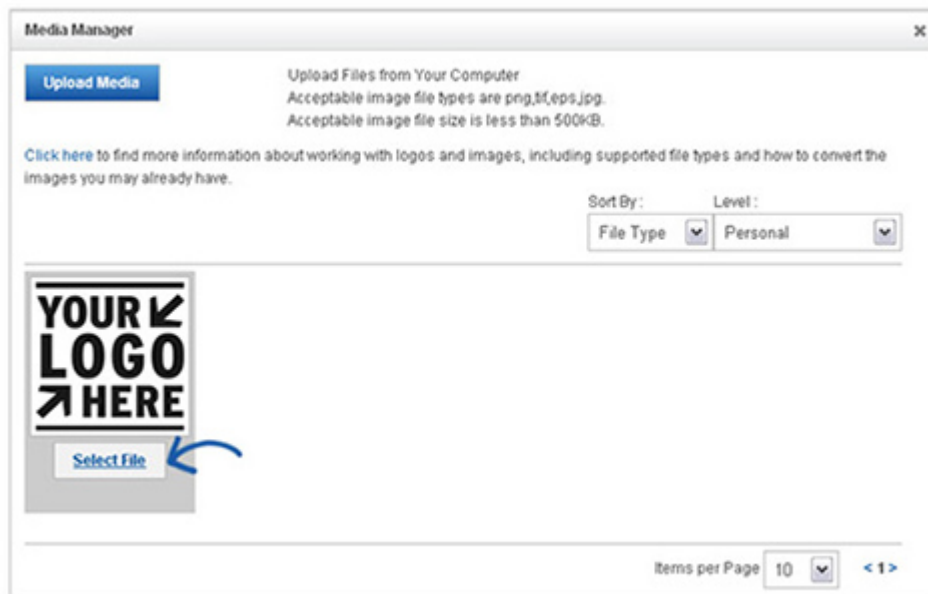 Media Manager
Upload Media
Upload Files from Your Computer
Acceptable image file types are png,tif,eps,jpg.
Acceptable image file size is less than 500KB.
Click here to find more information about working with logos and images, including supported file types and how to convert the
images you may already have.
Sort By : Level :
File Type Personal
YOUR
LOGO
HERE
Select File
Items per Page 10 < 1 >